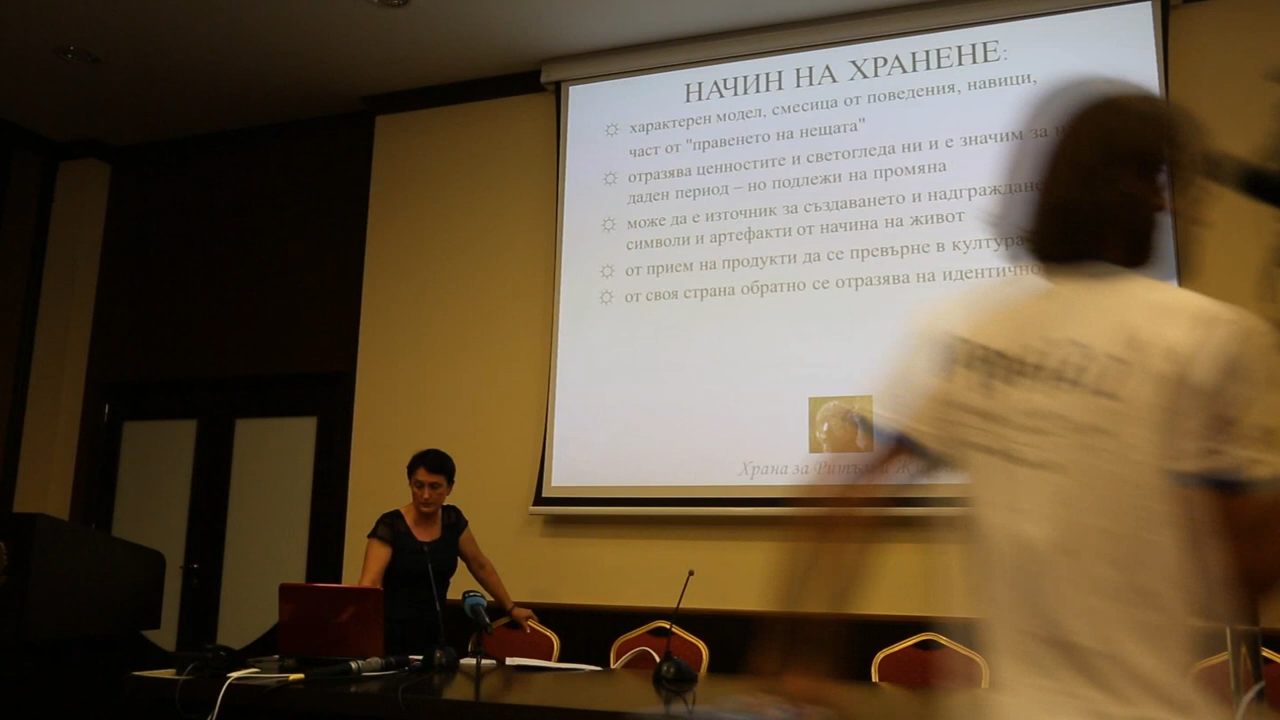 НАЧИН НА ХРАНЕНЕ:
характерен модел, смесица от поведения, навици,
част от "правенето на нещата"
отразява ценностите и светогледа ни и е значим за
даден период – но подлежи на промяна
може да е източник за създаването и
символи и артефакти от начина на живот
от прием на продукти да се превърне в култура
от своя страна обратно се отразява на
Храна за